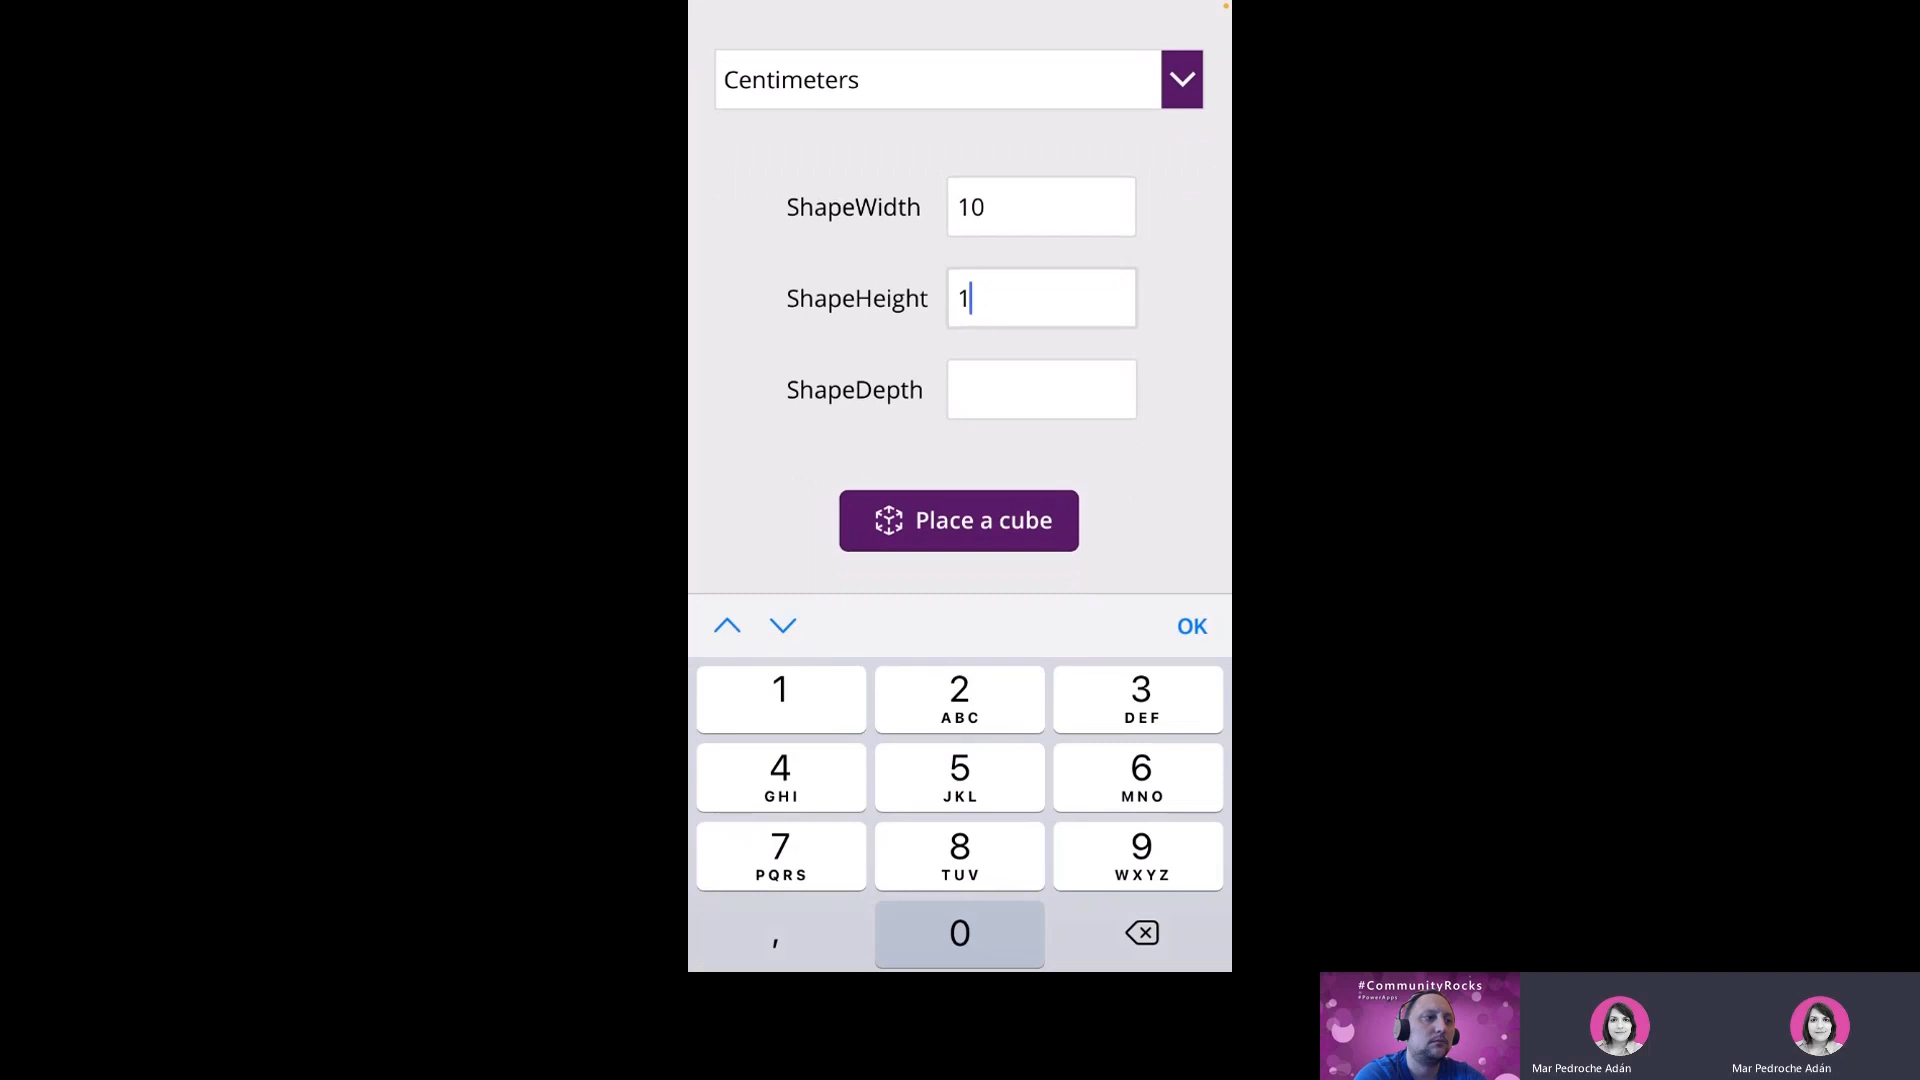 Centimeters
ShapeWidth 10
ShapeHeight 1
ShapeDepth
Place a cube
OK
1 2 3
ABC DEF
4 5 6
GHI JKL MNO
7 8 9
PQRS TUV WXYZ
, 0
#CommunityRocks
#PowerApps
Mar Pedroche Adán Mar Pedroche Adán